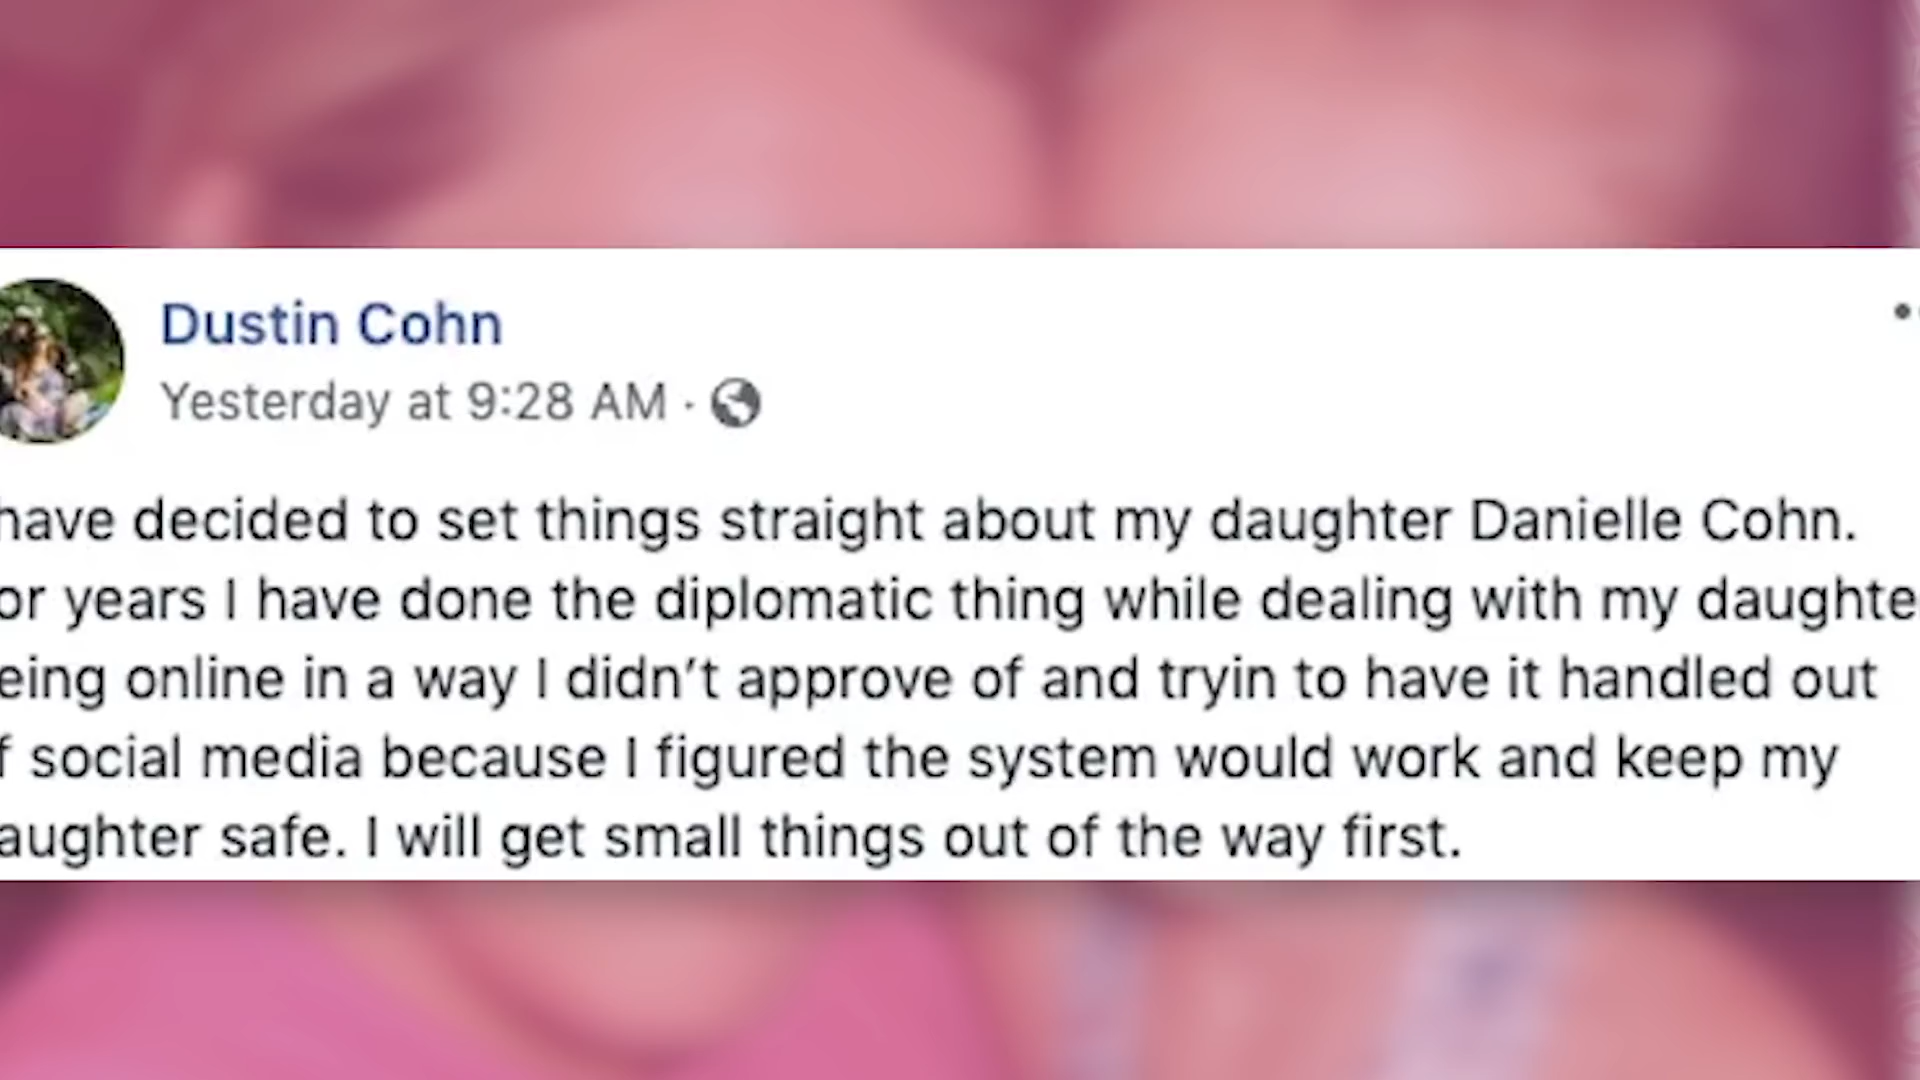 Dustin Cohn
Yesterday at 9:28 AM ·
have decided to set things straight about my daughter Danielle Cohn.
or years I have done the diplomatic thing while dealing with my daughte
eing online in a way I didn't approve of and tryin to have it handled out
f social media because I figured the system would work and keep my
aughter safe. I will get small things out of the way first.